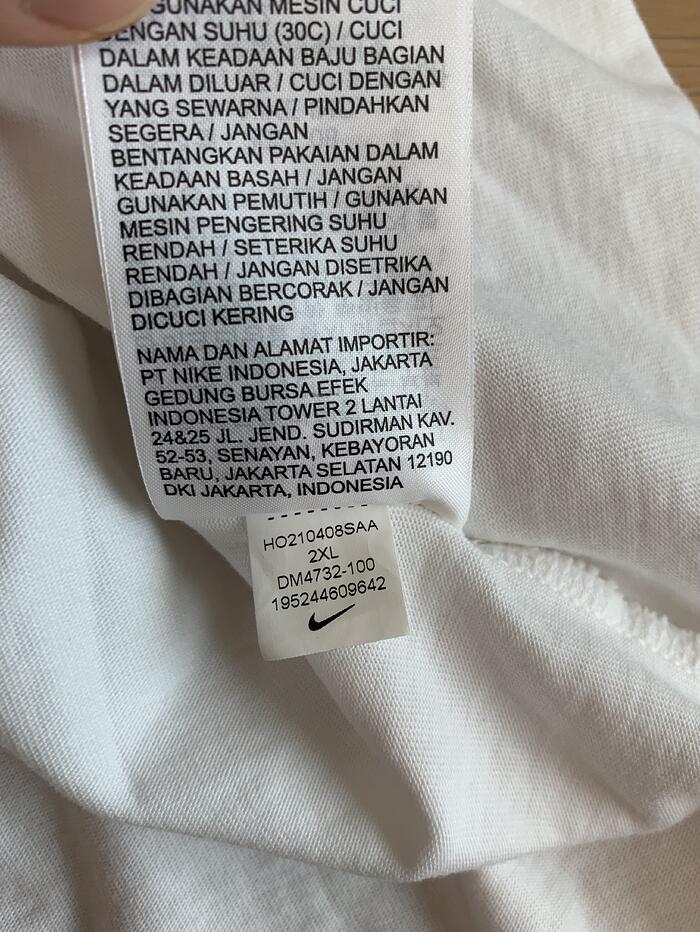 GUNAKAN MESIN CUCI
DENGAN SUHU (30C) / CUCI
DALAM KEADAAN BAJU BAGIAN
DALAM DILUAR / CUCI DENGAN
YANG SEWARNA / PINDAHKAN
SEGERA / JANGAN
BENTANGKAN PAKAIAN DALAM
KEADAAN BASAH / JANGAN
GUNAKAN PEMUTIH / GUNAKAN
MESIN PENGERING SUHU
RENDAH / SETERIKA SUHU
RENDAH / JANGAN DISETRIKA
DIBAGIAN BERCORAK / JANGAN
DICUCI KERING
NAMA DAN ALAMAT IMPORTIR:
PT NIKE INDONESIA, JAKARTA
GEDUNG BURSA EFEK
INDONESIA TOWER 2 LANTAI
24&25 JL. JEND. SUDIRMAN KAV.
52-53, SENAYAN, KEBAYORAN
BARU, JAKARTA SELATAN 12190
DKI JAKARTA, INDONESIA
HO210408SAA
2XL
DM4732-100
195244609642